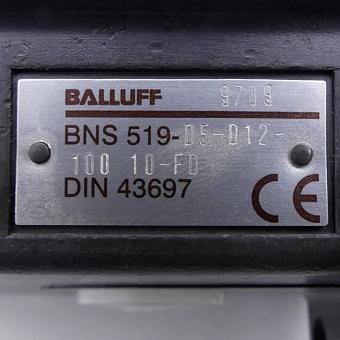 BALLUFF 9709
BNS 519-D5-D12-
100 10-FD
DIN 43697
CE